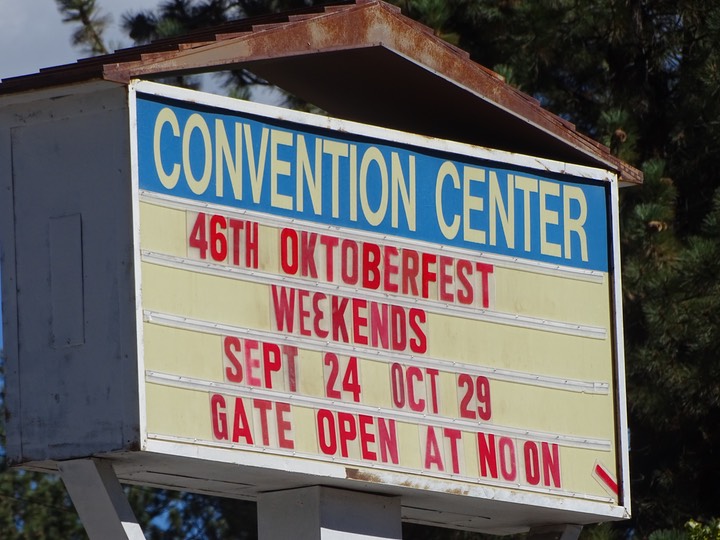 CONVENTION CENTER
46TH OKTOBERFEST
WEEKENDS
SEPT 24 OCT 29
GATE OPEN AT NOON